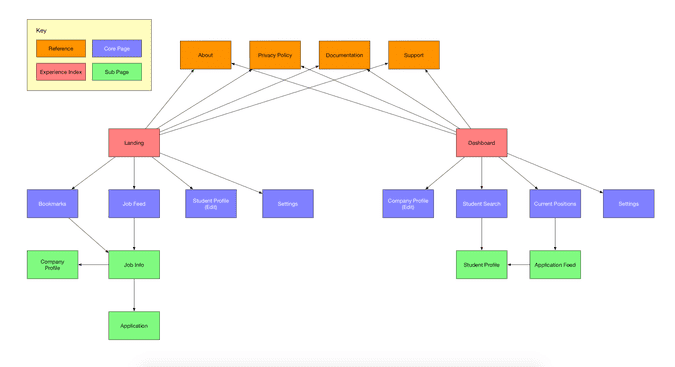 Key
Reference
Core Page
Experience Index
Sub Page
About
Privacy Policy
Documentation
Support
Landing
Dashboard
Bookmarks
Job Feed
Student Profile
(Edit)
Settings
Company Profile
(Edit)
Student Search
Current Positions
Settings
Company
Profile
Job Info
Student Profile
Application Feed
Application